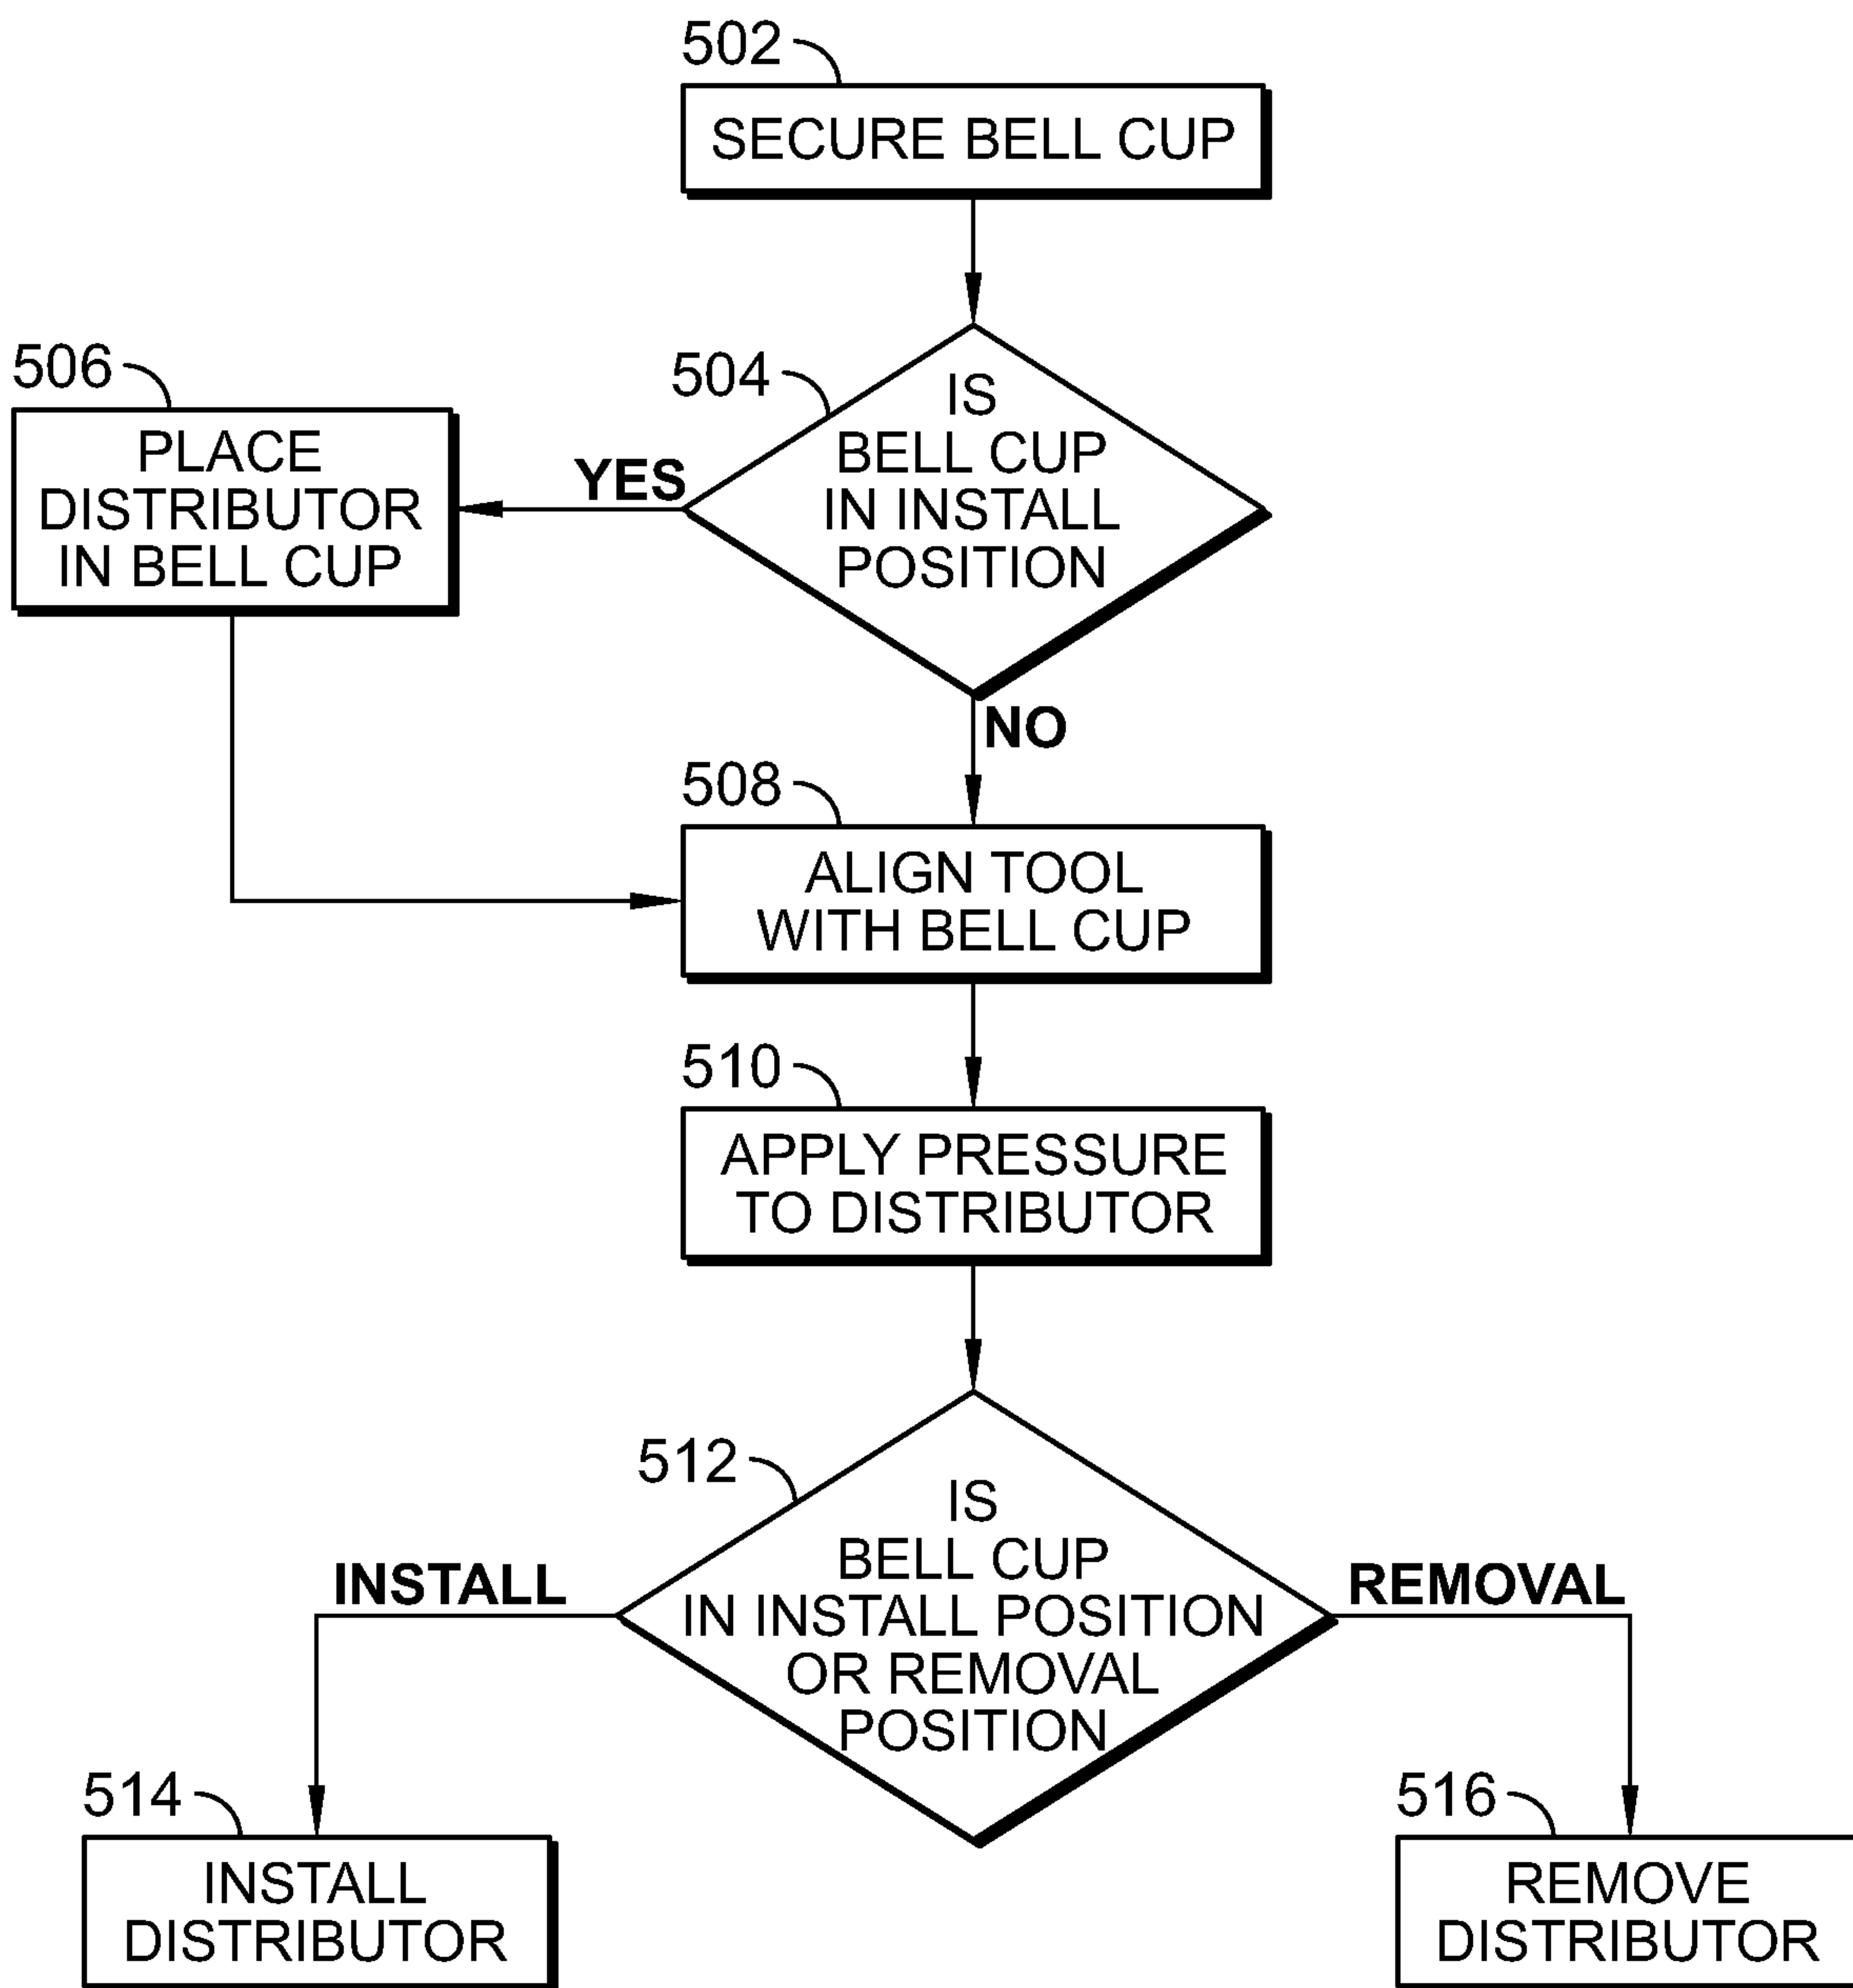 502
SECURE BELL CUP
504
IS
BELL CUP
IN INSTALL
POSITION
YES
506
PLACE
DISTRIBUTOR
IN BELL CUP
NO
508
ALIGN TOOL
WITH BELL CUP
510
APPLY PRESSURE
TO DISTRIBUTOR
512
IS
BELL CUP
IN INSTALL POSITION
OR REMOVAL
POSITION
INSTALL
REMOVAL
514
INSTALL
DISTRIBUTOR
516
REMOVE
DISTRIBUTOR